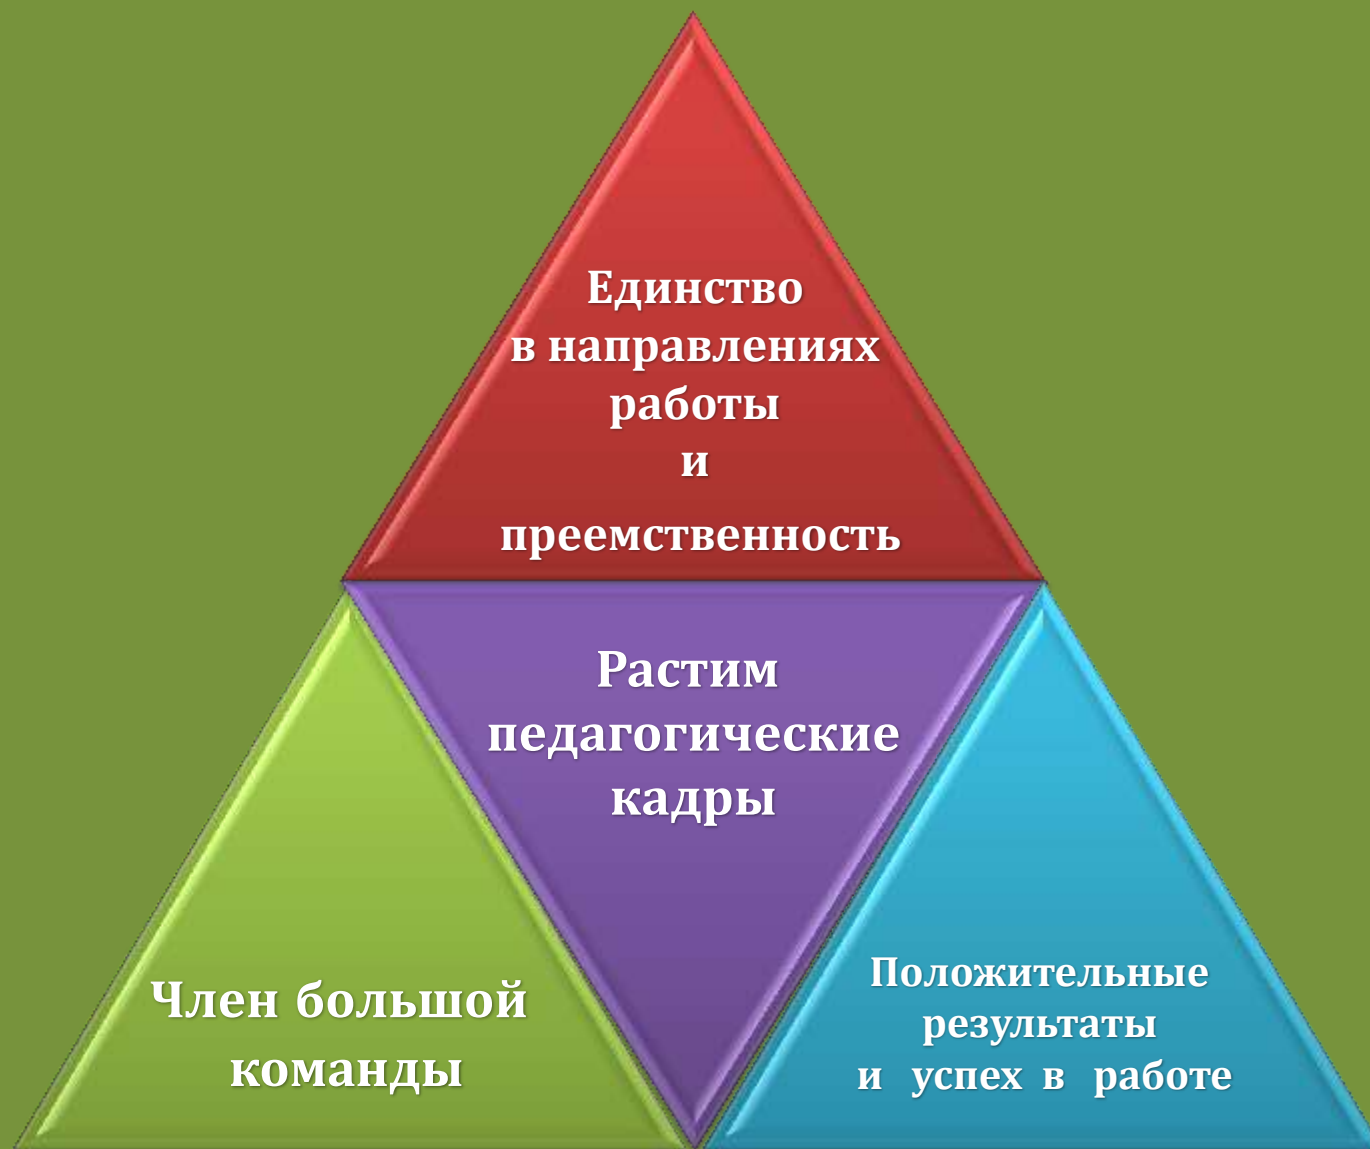 Единство
в направлениях
работы
и
преемственность
Растим
педагогические
кадры
Член большой
команды
Положительные
результаты
и успех в работе